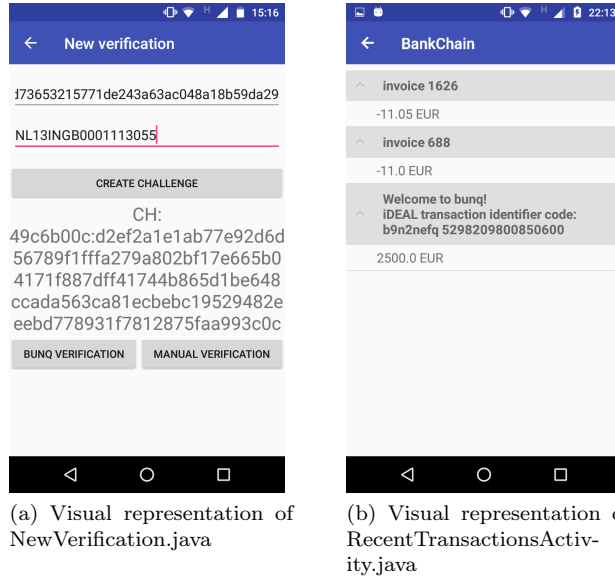 15:16
New verification
d73653215771de243a63ac048a18b59da29
NL13INGB0001113055
CREATE CHALLENGE
CH:
49c6b00c:d2ef2a1e1ab77e92d6d
56789f1fffa279a802bf17e665b0
4171f887dff41744b865d1be648
ccada563ca81ecbebc19529482e
eebd778931f7812875faa993c0c
BUNQ VERIFICATION MANUAL VERIFICATION
(a) Visual representation of
NewVerification.java
H 22:13
BankChain
invoice 1626
-11.05 EUR
invoice 688
-11.0 EUR
Welcome to bunq!
iDEAL transaction identifier code:
b9n2nefq 5298209800850600
2500.0 EUR
(b) Visual representation
RecentTransactionsActiv-
ity.java